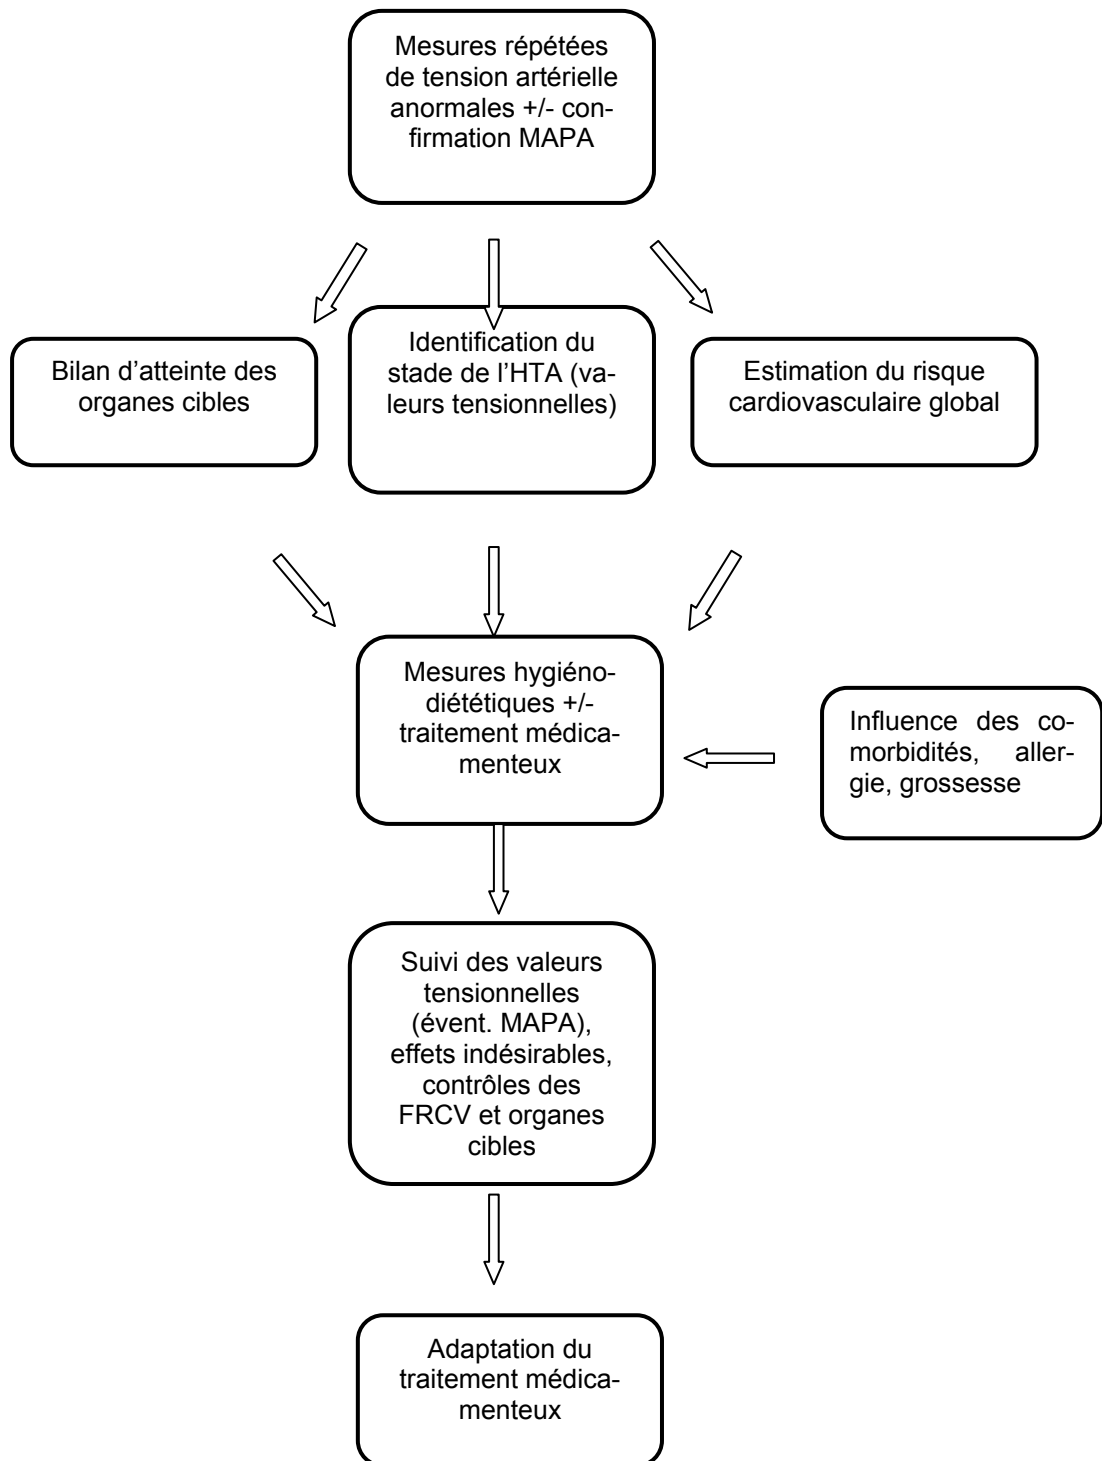 Mesures répétées
de tension artérielle
anormales +/- con-
firmation MAPA
Bilan d’atteinte des
organes cibles
Identification du
stade de l’HTA (va-
leurs tensionnelles)
Estimation du risque
cardiovasculaire global
Mesures hygiéno-
diététiques +/-
traitement médica-
menteux
Influence des co-
morbidités, aller-
gie, grossesse
Suivi des valeurs
tensionnelles
(évent. MAPA),
effets indésirables,
contrôles des
FRCV et organes
cibles
Adaptation du
traitement médica-
menteux